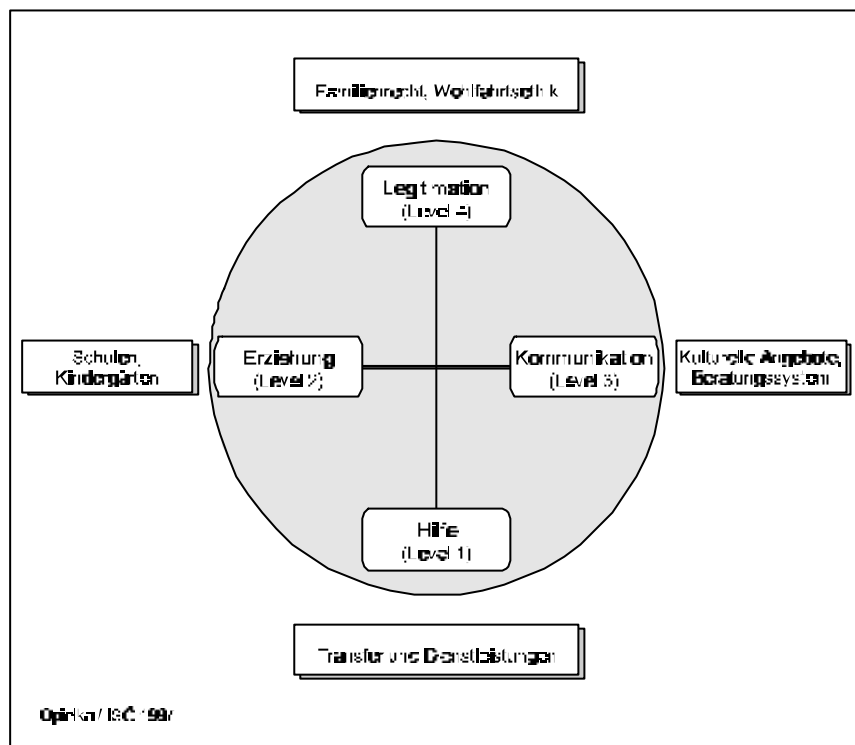 Familienrecht, Wohlfahrtsethik
Legitimation
(Level 4)
Schulen,
Kindergärten
Erziehung
(Level 2)
Kommunikation
(Level 3)
Kulturelle Angebote,
Beratungssystem
Hilfe
(Level 1)
Transfer und Dienstleistungen
Opielka / ISÖ 1997